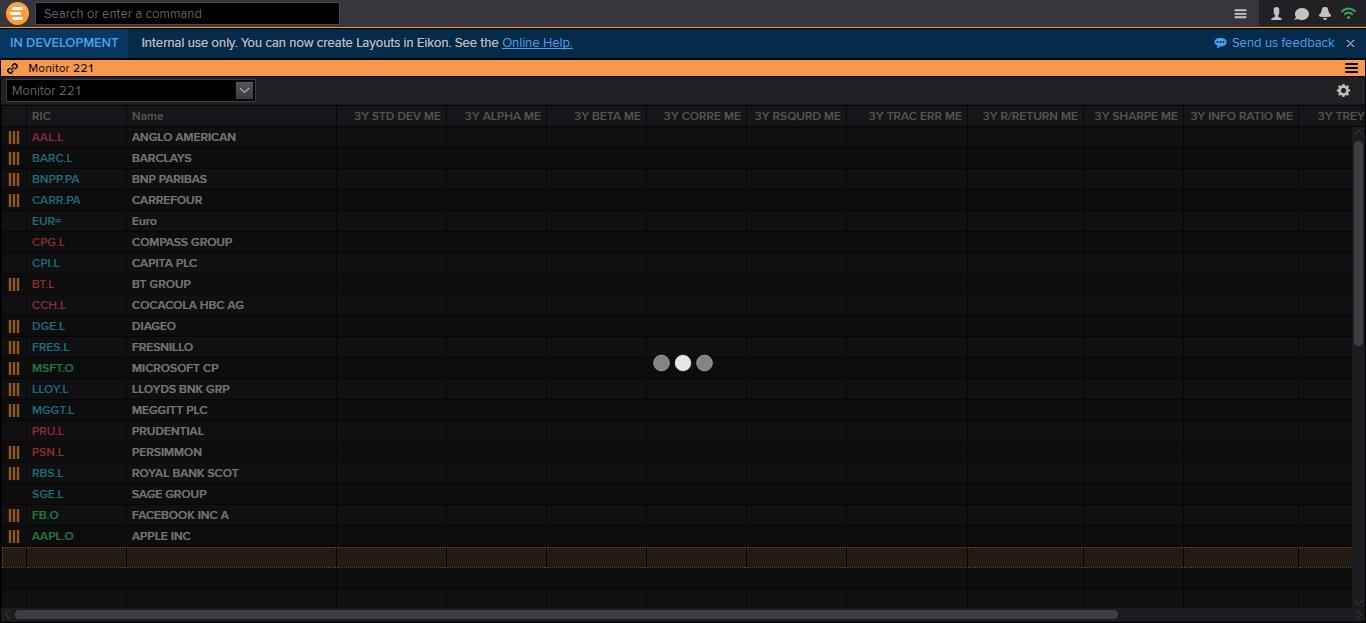 Search or enter a command
IN DEVELOPMENT Internal use only. You can now create Layouts in Eikon. See the Online Help. Send us feedback
Monitor 221
Monitor 221
RIC Name 3Y STD DEV ME 3Y ALPHA ME 3Y BETA ME 3Y CORRE ME 3Y RSQURD ME 3Y TRAC ERR ME 3Y R/RETURN ME 3Y SHARPE ME 3Y INFO RATIO ME 3Y TREY
AAL.L ANGLO AMERICAN
BARC.L BARCLAYS
BNPP.PA BNP PARIBAS
CARR.PA CARREFOUR
EUR= Euro
CPG.L COMPASS GROUP
CPI.L CAPITA PLC
BT.L BT GROUP
CCH.L COCACOLA HBC AG
DGE.L DIAGEO
FRES.L FRESNILLO
MSFT.O MICROSOFT CP
LLOY.L LLOYDS BNK GRP
MGGT.L MEGGITT PLC
PRU.L PRUDENTIAL
PSN.L PERSIMMON
RBS.L ROYAL BANK SCOT
SGE.L SAGE GROUP
FB.O FACEBOOK INC A
AAPL.O APPLE INC